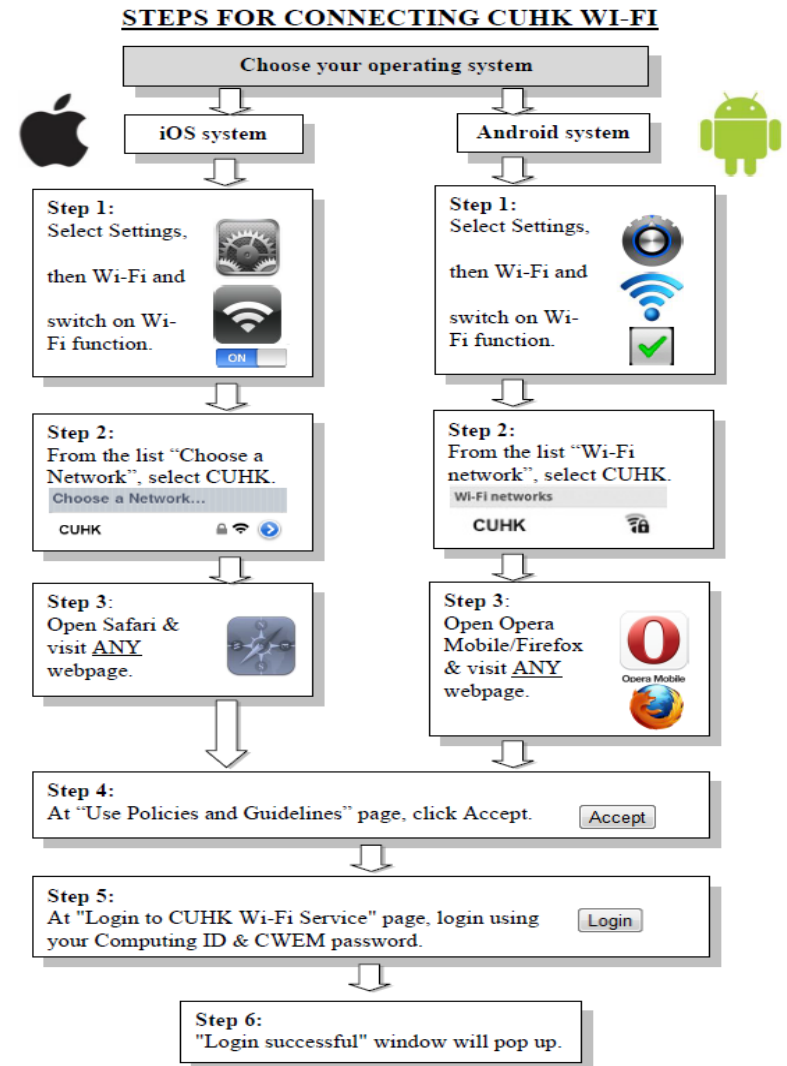 STEPS FOR CONNECTING CUHK WI-FI
Choose your operating system
iOS system
Step 1:
Select Settings,
then Wi-Fi and
switch on Wi-
Fi function.
ON
Step 2:
From the list “Choose a
Network”, select CUHK.
Choose a Network...
CUHK
Step 3:
Open Safari &
visit ANY
webpage.
Android system
Step 1:
Select Settings,
then Wi-Fi and
switch on Wi-
Fi function.
Step 2:
From the list “Wi-Fi
network”, select CUHK.
Wi-Fi networks
CUHK
Step 3:
Open Opera
Mobile/Firefox
& visit ANY
webpage.
Opera Mobile
Step 4:
At “Use Policies and Guidelines” page, click Accept.
Accept
Step 5:
At "Login to CUHK Wi-Fi Service" page, login using
your Computing ID & CWEM password.
Login
Step 6:
"Login successful" window will pop up.